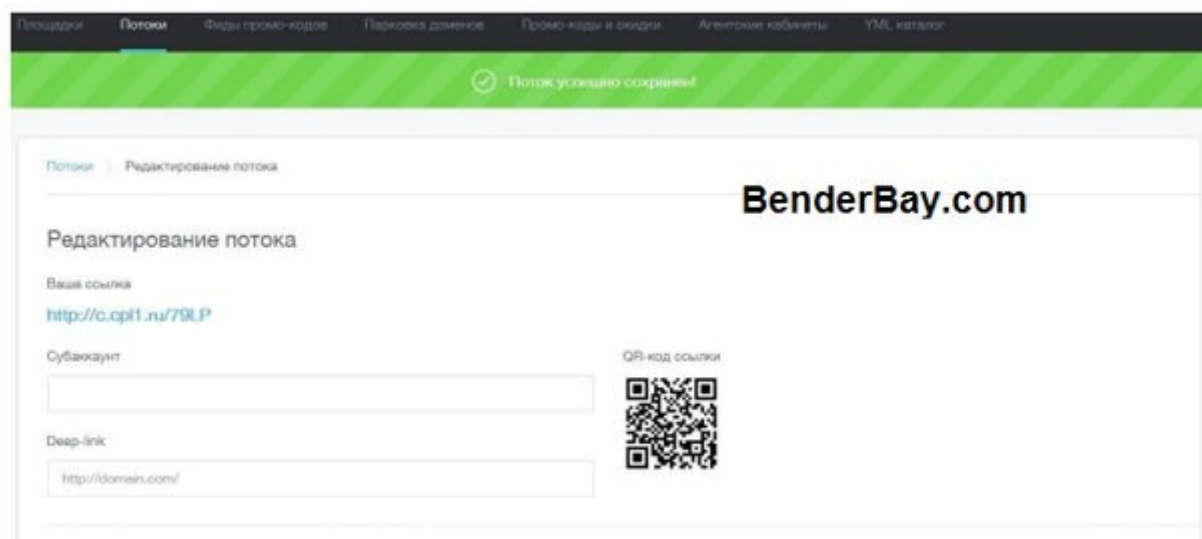 Площадки Потоки Фиды промо-кодов Парковка доменов Промо-коды и скидки Агентские кабинеты YML каталог
Поток успешно сохранен!
Потоки Редактирование потока
BenderBay.com
Редактирование потока
Ваша ссылка
http://c.cpl1.ru/79LP
Субаккаунт
QR-код ссылки
Deep-link
http://domain.com/